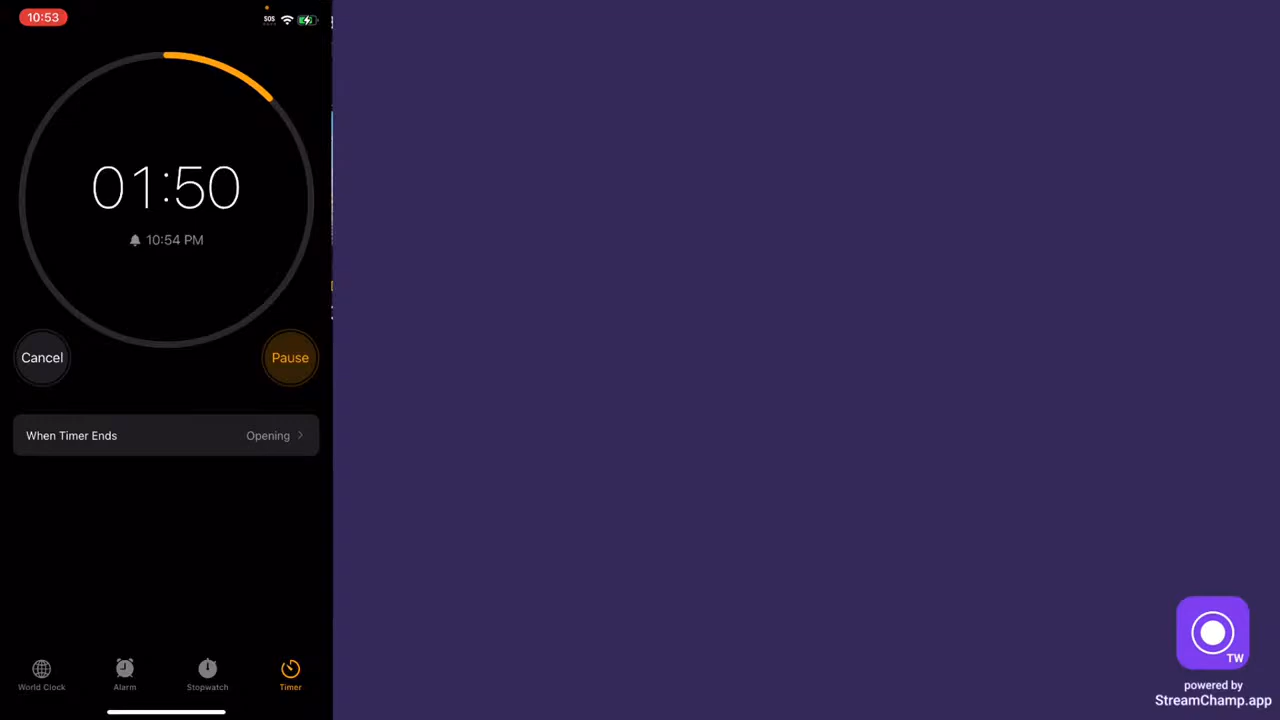 10:53
SOS
01:50
10:54 PM
Cancel
Pause
When Timer Ends
Opening
World Clock
Alarm
Stopwatch
Timer
TW
powered by
StreamChamp.app